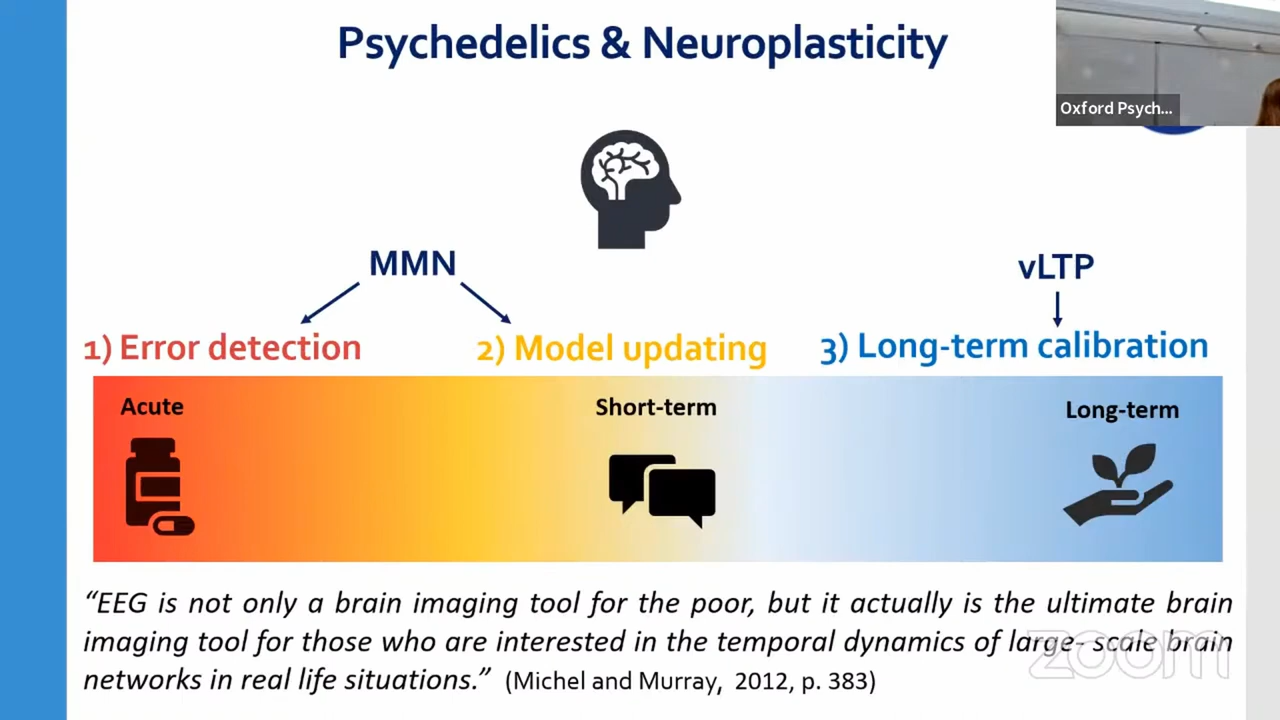 Psychedelics & Neuroplasticity
Oxford Psych...
MMN
vLTP
1) Error detection
2) Model updating
3) Long-term calibration
Acute
Short-term
Long-term
“EEG is not only a brain imaging tool for the poor, but it actually is the ultimate brain
imaging tool for those who are interested in the temporal dynamics of large- scale brain
networks in real life situations.” (Michel and Murray, 2012, p. 383)
zoom